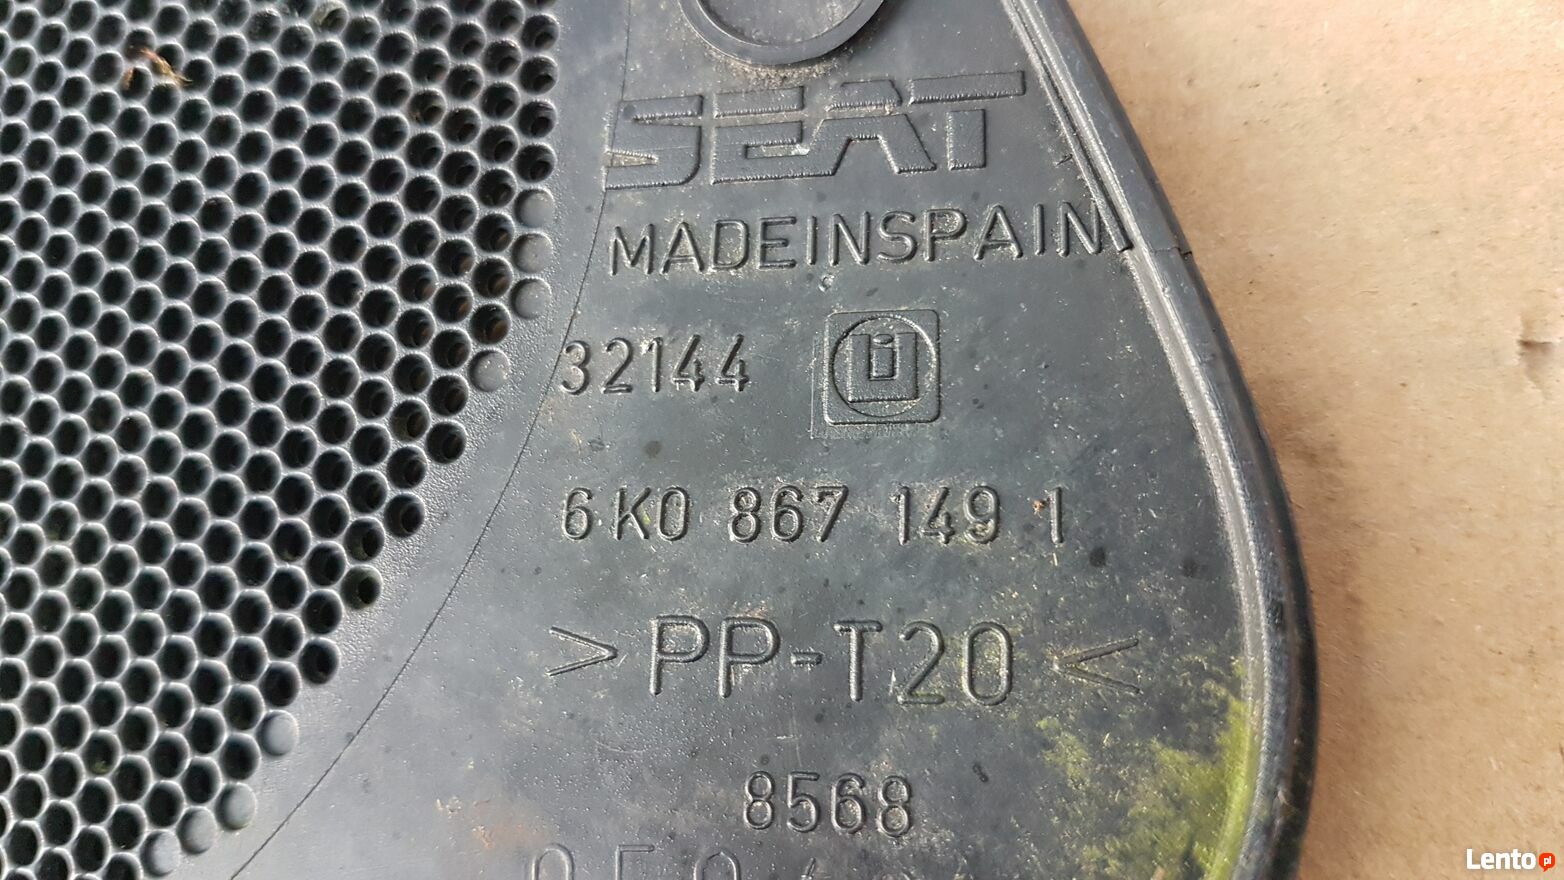 SEAT
MADEINSPAIN
32144
6K0 867 149 1
>PP-T20<
8568
Lento.pl